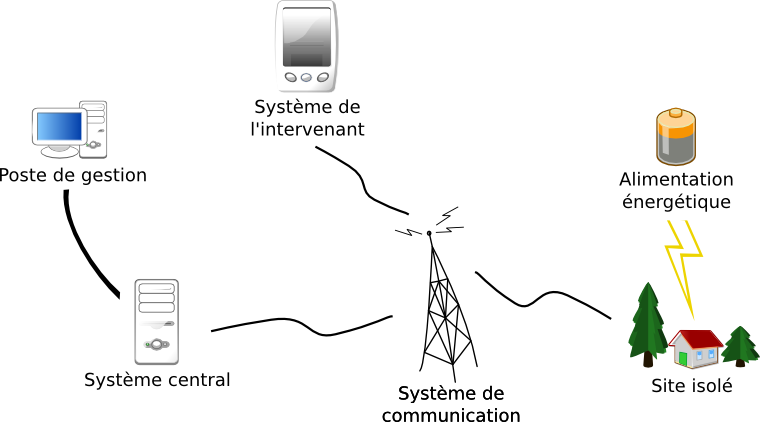 Système de
l'intervenant
Poste de gestion
Alimentation
énergétique
Système central
Système de
communication
Site isolé